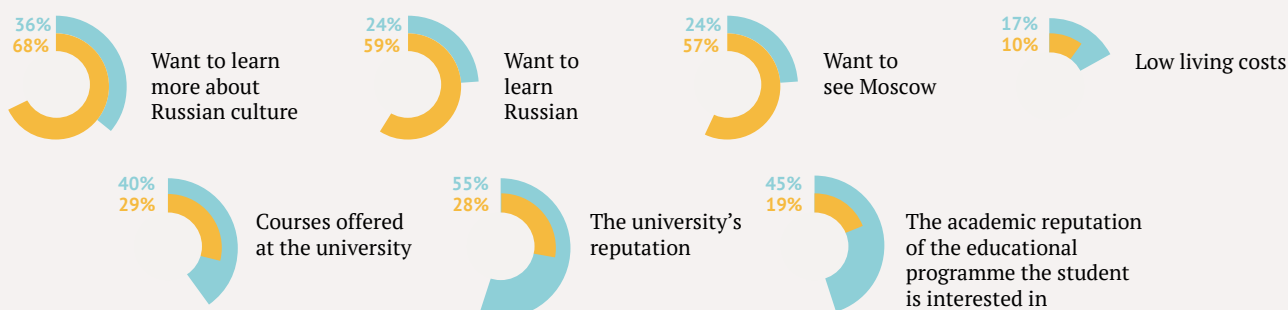 36%
68%
Want to learn
more about
Russian culture
24%
59%
Want to
learn
Russian
24%
57%
Want to
see Moscow
17%
10%
Low living costs
40%
29%
Courses offered
at the university
55%
28%
The university’s
reputation
45%
19%
The academic reputation
of the educational
programme the student
is interested in